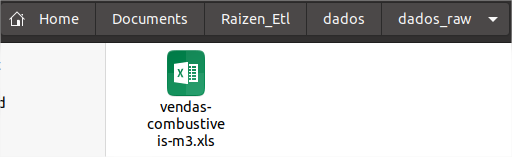 Home Documents Raizen_Etl dados dados_raw
d
vendas-
combustive
is-m3.xls